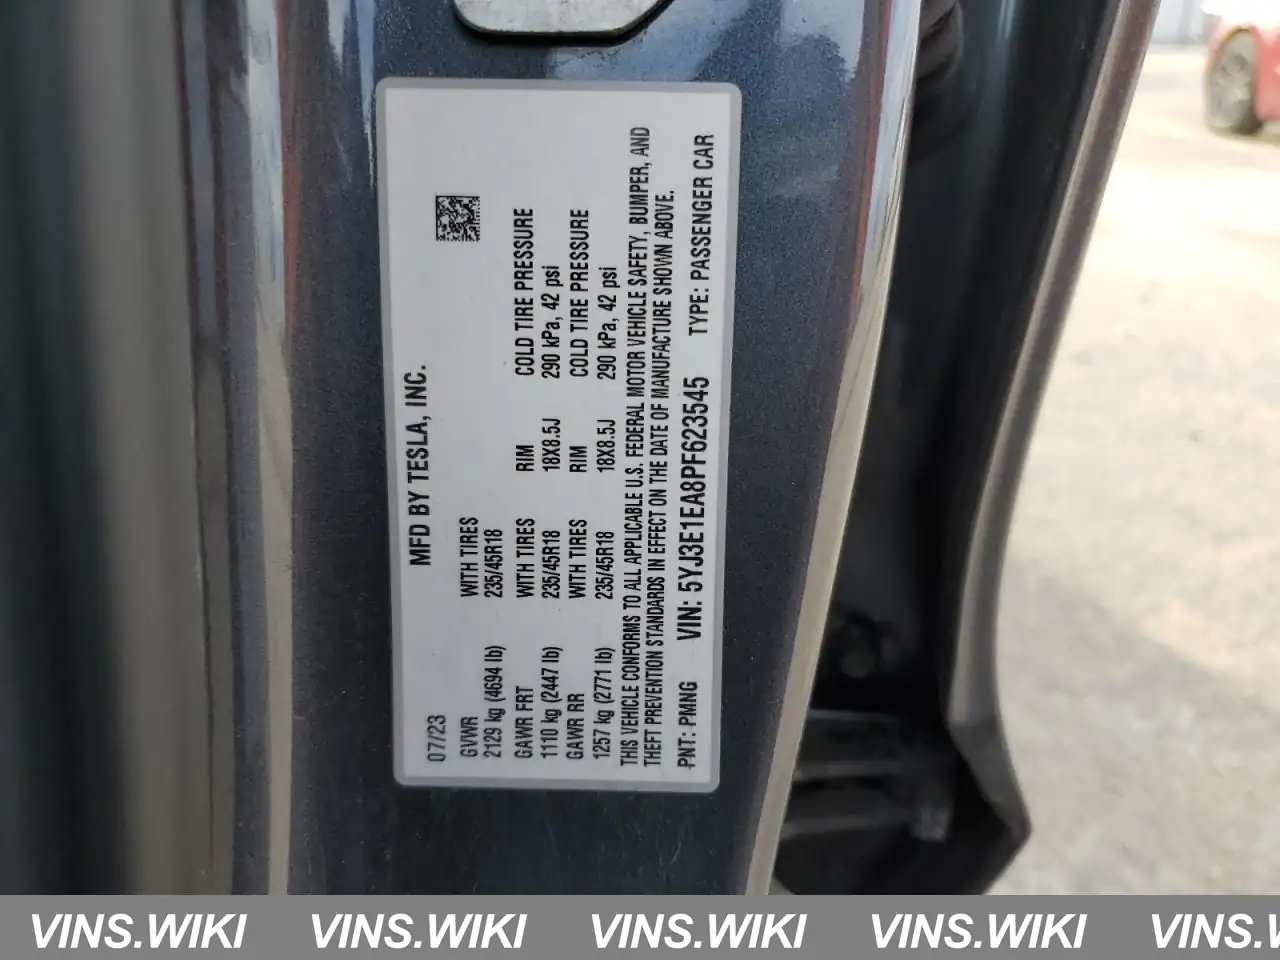 MFD BY TESLA, INC.
07/23
GVWR WITH TIRES
2129 kg (4694 lb) 235/45R18
GAWR FRT WITH TIRES RIM COLD TIRE PRESSURE
1110 kg (2447 lb) 235/45R18 18X8.5J 290 kPa, 42 psi
GAWR RR WITH TIRES RIM COLD TIRE PRESSURE
1257 kg (2771 lb) 235/45R18 18X8.5J 290 kPa, 42 psi
THIS VEHICLE CONFORMS TO ALL APPLICABLE U.S. FEDERAL MOTOR VEHICLE SAFETY, BUMPER, AND
THEFT PREVENTION STANDARDS IN EFFECT ON THE DATE OF MANUFACTURE SHOWN ABOVE.
PNT: PMNG VIN: 5YJ3E1EA8PF623545 TYPE: PASSENGER CAR
VINS.WIKI VINS.WIKI VINS.WIKI VINS.WIKI VINS.W